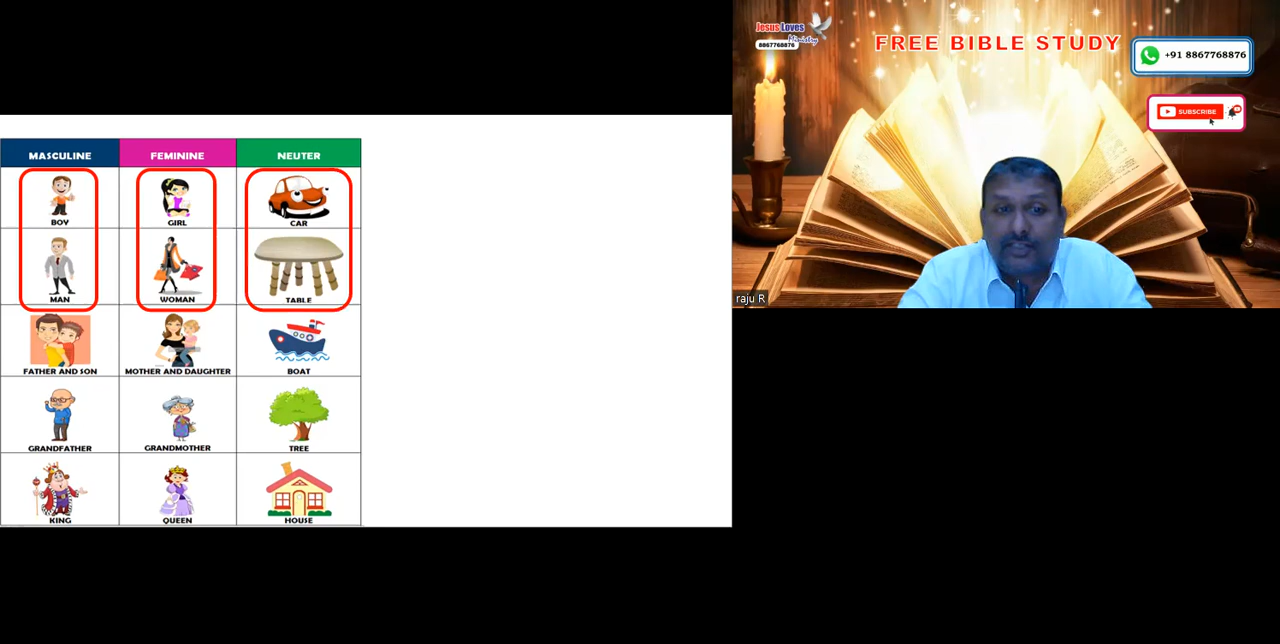 MASCULINE FEMININE NEUTER
BOY GIRL CAR
MAN WOMAN TABLE
FATHER AND SON MOTHER AND DAUGHTER BOAT
GRANDFATHER GRANDMOTHER TREE
KING QUEEN HOUSE
Jesus Loves
Ministry
8867768876
FREE BIBLE STUDY
+91 8867768876
SUBSCRIBE
raju R